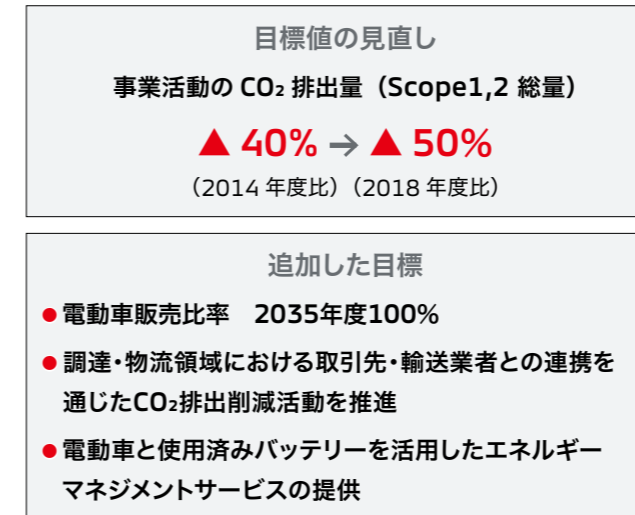 目標値の見直し
事業活動の CO₂ 排出量（Scope1,2 総量）
▲ 40% → ▲ 50%
（2014 年度比）（2018 年度比）
追加した目標
●電動車販売比率　2035年度100%
●調達・物流領域における取引先・輸送業者との連携を
通じたCO₂排出削減活動を推進
●電動車と使用済みバッテリーを活用したエネルギー
マネジメントサービスの提供